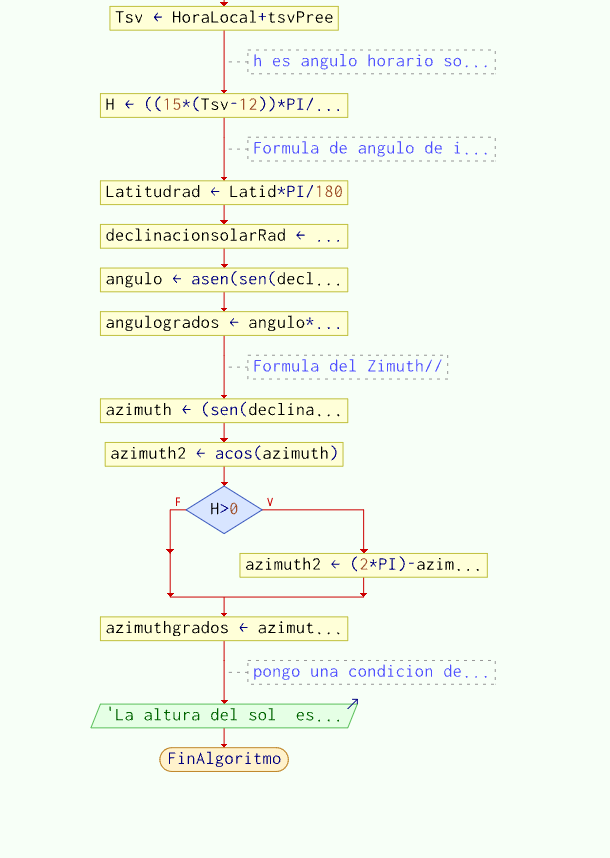 Tsv ← HoraLocal+tsvPree
h es angulo horario so...
H ← ((15*(Tsv-12))*PI/...
Formula de angulo de i...
Latitudrad ← Latid*PI/180
declinacionsolarRad ← ...
angulo ← asen(sen(decl...
angulogrados ← angulo*...
Formula del Zimuth//
azimuth ← (sen(declina...
azimuth2 ← acos(azimuth)
F
H>0
V
azimuth2 ← (2*PI)-azim...
azimuthgrados ← azimut...
pongo una condicion de...
'La altura del sol  es...
FinAlgoritmo